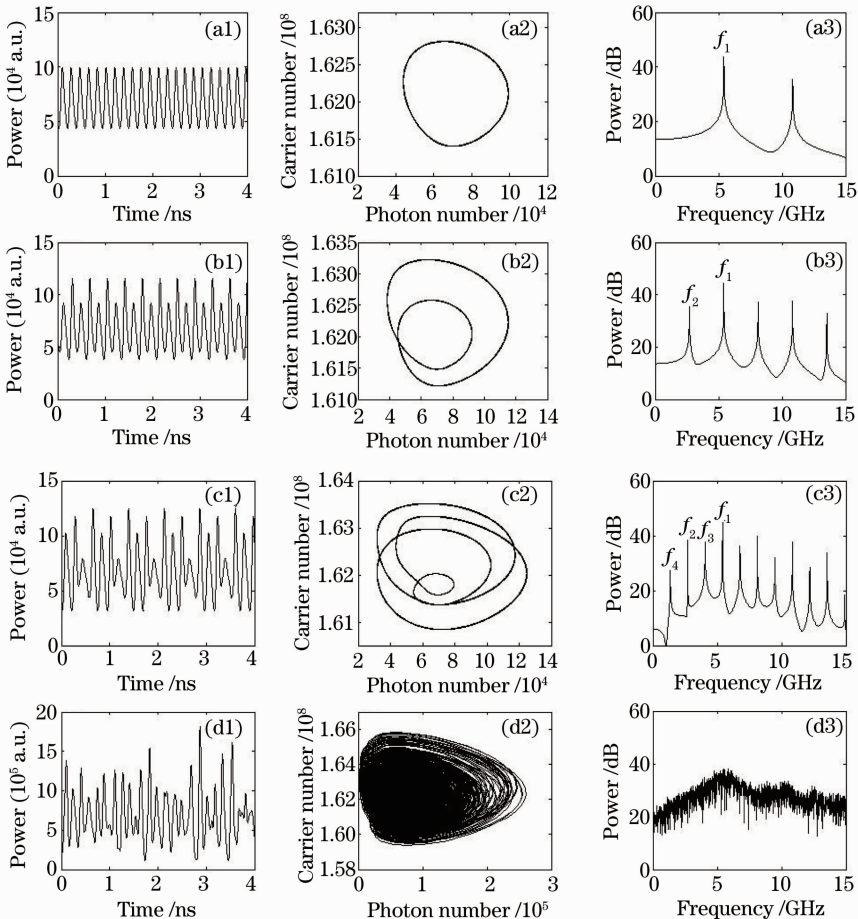 (a1)
Power (10⁴ a.u.)
15
10
5
0
0 1 2 3 4
Time /ns
(a2)
Carrier number /10⁸
1.630
1.625
1.620
1.615
1.610
2 4 6 8 10 12
Photon number /10⁴
(a3)
f₁
Power /dB
60
40
20
0
0 5 10 15
Frequency /GHz
(b1)
Power (10⁴ a.u.)
15
10
5
0
0 1 2 3 4
Time /ns
(b2)
Carrier number /10⁸
1.635
1.630
1.625
1.620
1.615
1.610
2 4 6 8 10 12 14
Photon number /10⁴
(b3)
f₂ f₁
Power /dB
60
40
20
0
0 5 10 15
Frequency /GHz
(c1)
Power (10⁴ a.u.)
15
10
5
0
0 1 2 3 4
Time /ns
(c2)
Carrier number /10⁸
1.64
1.63
1.62
1.61
2 4 6 8 10 12 14
Photon number /10⁴
(c3)
f₄ f₂ f₃ f₁
Power /dB
60
40
20
0
0 5 10 15
Frequency /GHz
(d1)
Power (10⁵ a.u.)
20
15
10
5
0
0 1 2 3 4
Time /ns
(d2)
Carrier number /10⁸
1.66
1.64
1.62
1.60
1.58
0 1 2 3
Photon number /10⁵
(d3)
Power /dB
60
40
20
0
0 5 10 15
Frequency /GHz